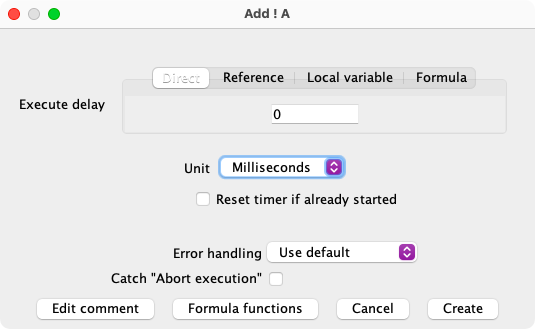 Add ! A
Direct Reference Local variable Formula
Execute delay
0
Unit Milliseconds
Reset timer if already started
Error handling Use default
Catch "Abort execution"
Edit comment Formula functions Cancel Create